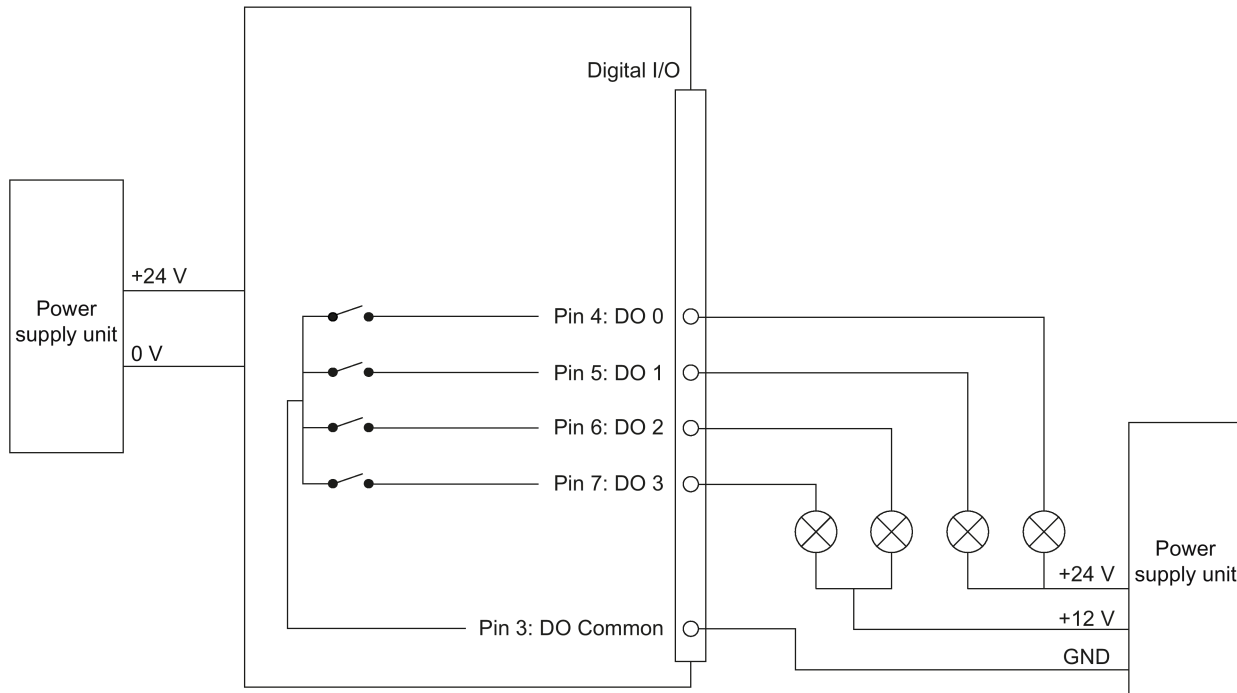 Digital I/O
+24 V
Power
supply unit
0 V
Pin 4: DO 0
Pin 5: DO 1
Pin 6: DO 2
Pin 7: DO 3
Power
supply unit
+24 V
+12 V
Pin 3: DO Common
GND